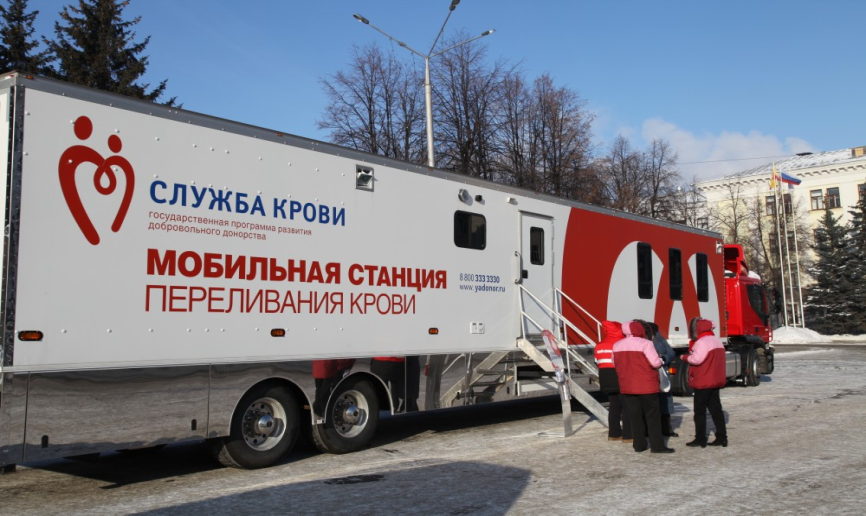 СЛУЖБА КРОВИ
государственная программа развития
добровольного донорства
МОБИЛЬНАЯ СТАНЦИЯ
ПЕРЕЛИВАНИЯ КРОВИ
8 800 333 3330
www.yadonor.ru